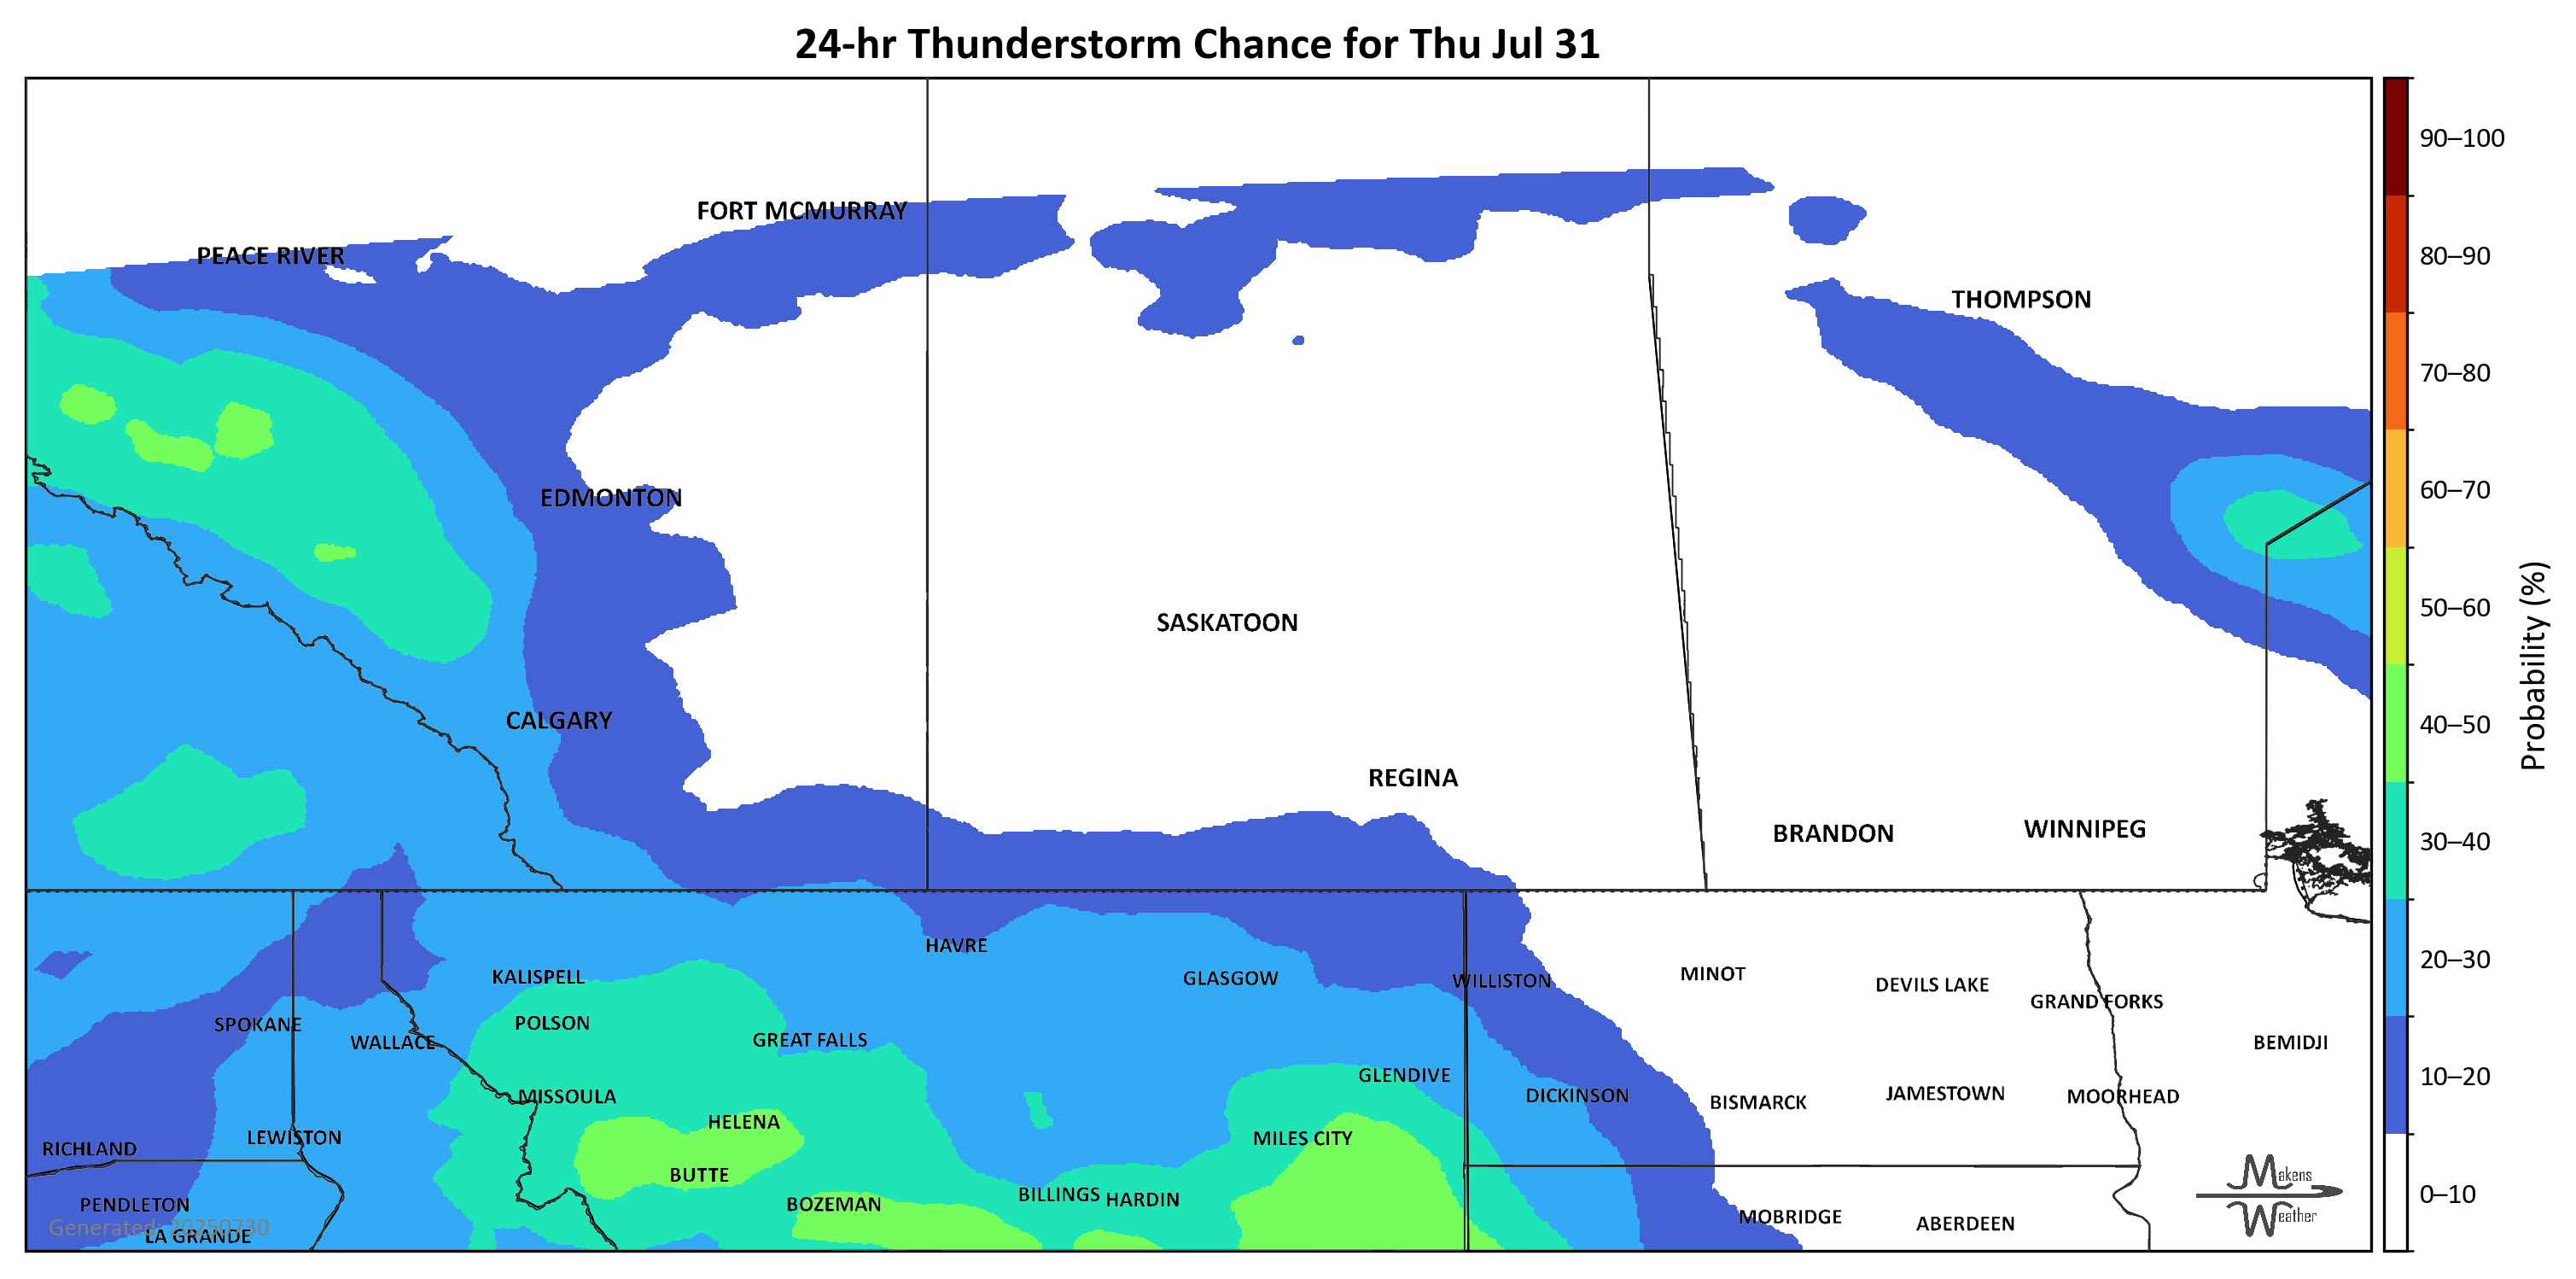 24-hr Thunderstorm Chance for Thu Jul 31
90–100
FORT MCMURRAY
PEACE RIVER
80–90
THOMPSON
70–80
60–70
EDMONTON
50–60
SASKATOON
Probability (%)
CALGARY
40–50
REGINA
BRANDON
WINNIPEG
30–40
HAVRE
20–30
KALISPELL
GLASGOW
WILLISTON
MINOT
DEVILS LAKE
GRAND FORKS
SPOKANE
POLSON
WALLACE
GREAT FALLS
BEMIDJI
GLENDIVE
10–20
MISSOULA
DICKINSON
BISMARCK
JAMESTOWN
MOORHEAD
HELENA
LEWISTON
MILES CITY
RICHLAND
BUTTE
Makens
Weather
0–10
PENDLETON
BOZEMAN
BILLINGS
HARDIN
MOBRIDGE
ABERDEEN
Generated: 20250730
LA GRANDE